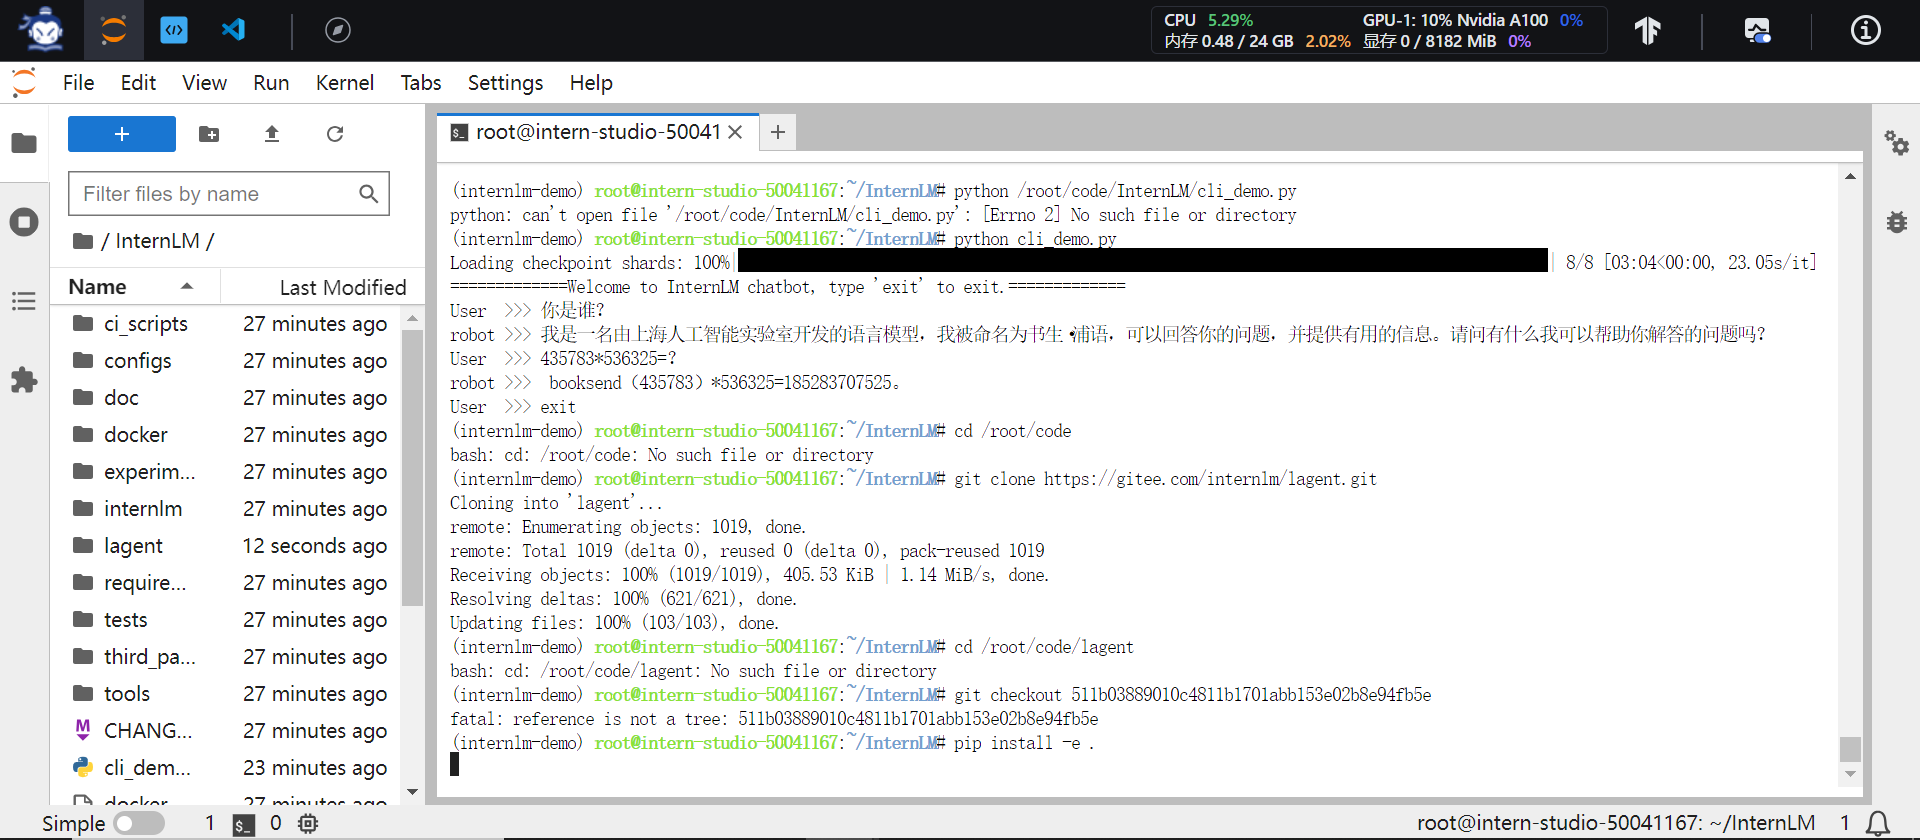 CPU 5.29% GPU-1: 10% Nvidia A100 0%
内存 0.48 / 24 GB 2.02% 显存 0 / 8182 MiB 0%
File Edit View Run Kernel Tabs Settings Help
root@intern-studio-50041
Filter files by name
/ InternLM /
Name Last Modified
ci_scripts 27 minutes ago
configs 27 minutes ago
doc 27 minutes ago
docker 27 minutes ago
experim... 27 minutes ago
internlm 27 minutes ago
lagent 12 seconds ago
require... 27 minutes ago
tests 27 minutes ago
third_pa... 27 minutes ago
tools 27 minutes ago
CHANG... 27 minutes ago
cli_dem... 23 minutes ago
docker 27 minutes ago
(internlm-demo) root@intern-studio-50041167:~/InternLM# python /root/code/InternLM/cli_demo.py
python: can't open file '/root/code/InternLM/cli_demo.py': [Errno 2] No such file or directory
(internlm-demo) root@intern-studio-50041167:~/InternLM# python cli_demo.py
Loading checkpoint shards: 100%| | 8/8 [03:04<00:00, 23.05s/it]
=============Welcome to InternLM chatbot, type 'exit' to exit.=============
User >>> 你是谁?
robot >>> 我是一名由上海人工智能实验室开发的语言模型，我被命名为书生·浦语，可以回答你的问题，并提供有用的信息。请问有什么我可以帮助你解答的问题吗？
User >>> 435783*536325=?
robot >>> booksend（435783）*536325=185283707525。
User >>> exit
(internlm-demo) root@intern-studio-50041167:~/InternLM# cd /root/code
bash: cd: /root/code: No such file or directory
(internlm-demo) root@intern-studio-50041167:~/InternLM# git clone https://gitee.com/internlm/lagent.git
Cloning into 'lagent'...
remote: Enumerating objects: 1019, done.
remote: Total 1019 (delta 0), reused 0 (delta 0), pack-reused 1019
Receiving objects: 100% (1019/1019), 405.53 KiB | 1.14 MiB/s, done.
Resolving deltas: 100% (621/621), done.
Updating files: 100% (103/103), done.
(internlm-demo) root@intern-studio-50041167:~/InternLM# cd /root/code/lagent
bash: cd: /root/code/lagent: No such file or directory
(internlm-demo) root@intern-studio-50041167:~/InternLM# git checkout 511b03889010c4811b1701abb153e02b8e94fb5e
fatal: reference is not a tree: 511b03889010c4811b1701abb153e02b8e94fb5e
(internlm-demo) root@intern-studio-50041167:~/InternLM# pip install -e .
Simple 1 0 root@intern-studio-50041167: ~/InternLM 1